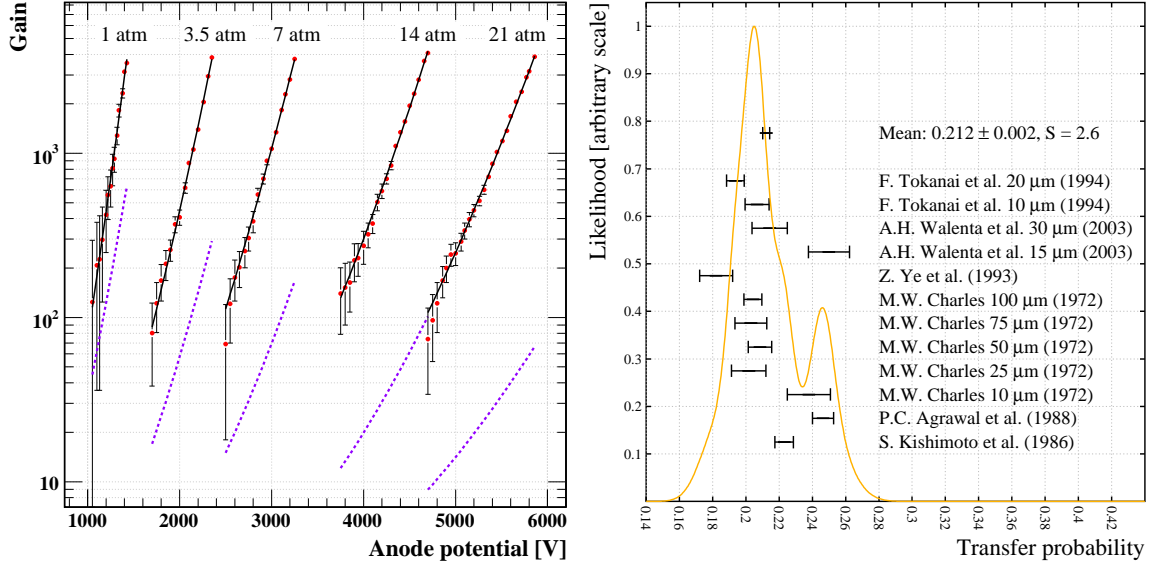 Gain
1 atm 3.5 atm 7 atm 14 atm 21 atm
10³
10²
10
1000 2000 3000 4000 5000 6000
Anode potential [V]
Likelihood [arbitrary scale]
1
0.9
0.8
0.7
0.6
0.5
0.4
0.3
0.2
0.1
Mean: 0.212 ± 0.002, S = 2.6
F. Tokanai et al. 20 μm (1994)
F. Tokanai et al. 10 μm (1994)
A.H. Walenta et al. 30 μm (2003)
A.H. Walenta et al. 15 μm (2003)
Z. Ye et al. (1993)
M.W. Charles 100 μm (1972)
M.W. Charles 75 μm (1972)
M.W. Charles 50 μm (1972)
M.W. Charles 25 μm (1972)
M.W. Charles 10 μm (1972)
P.C. Agrawal et al. (1988)
S. Kishimoto et al. (1986)
0.14 0.16 0.18 0.2 0.22 0.24 0.26 0.28 0.3 0.32 0.34 0.36 0.38 0.4 0.42
Transfer probability